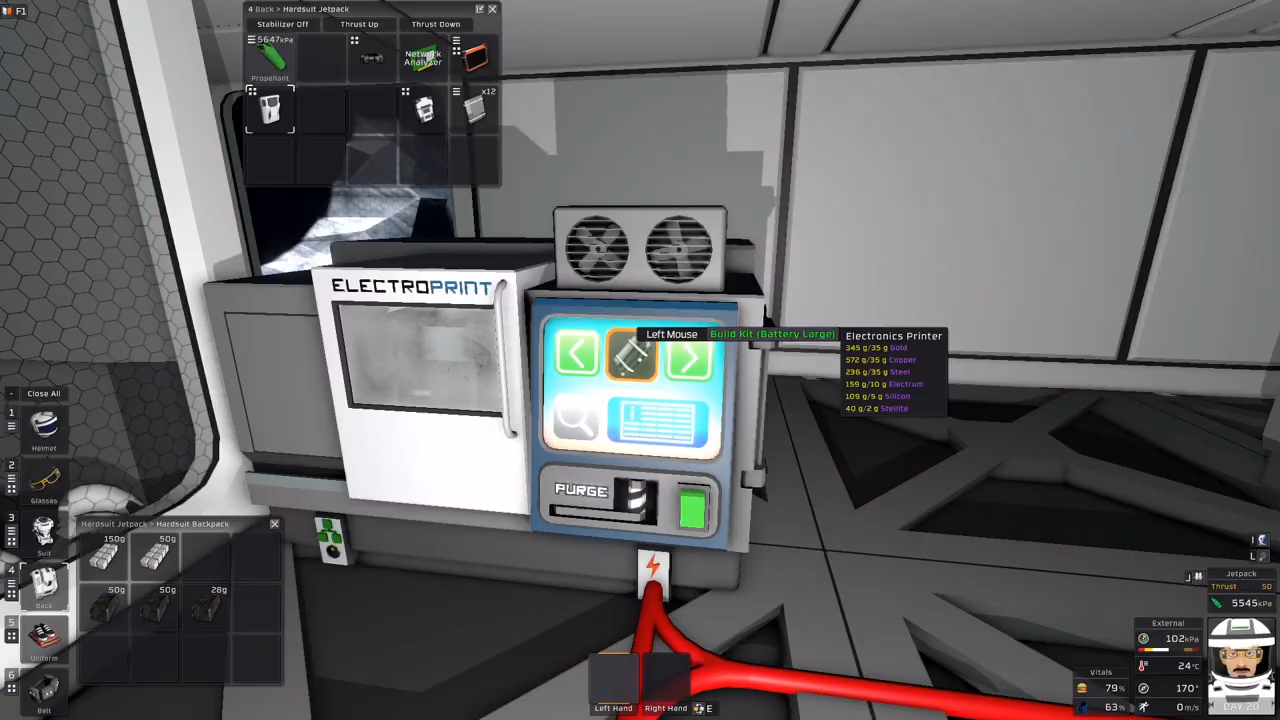 F1
4 Back > Hardsuit Jetpack
Stabilizer Off
Thrust Up
Thrust Down
5647kPa
Propellant
Network
Analyzer
x12
ELECTROPRINT
Left Mouse
Build Kit (Battery Large)
Electronics Printer
345 g/35 g Gold
572 g/35 g Copper
236 g/35 g Steel
159 g/10 g Electrum
109 g/5 g Silicon
40 g/2 g Stellite
PURGE
- Close All
1
Helmet
2
Glasses
3
Suit
4
Back
5
Uniform
6
Belt
Hardsuit Jetpack > Hardsuit Backpack
150g
50g
50g
50g
28g
Left Hand
Right Hand
E
I
L
J
Jetpack
Thrust 50
5545kPa
External
102kPa
24°C
170°
0m/s
Vitals
79%
63%
DAY 20